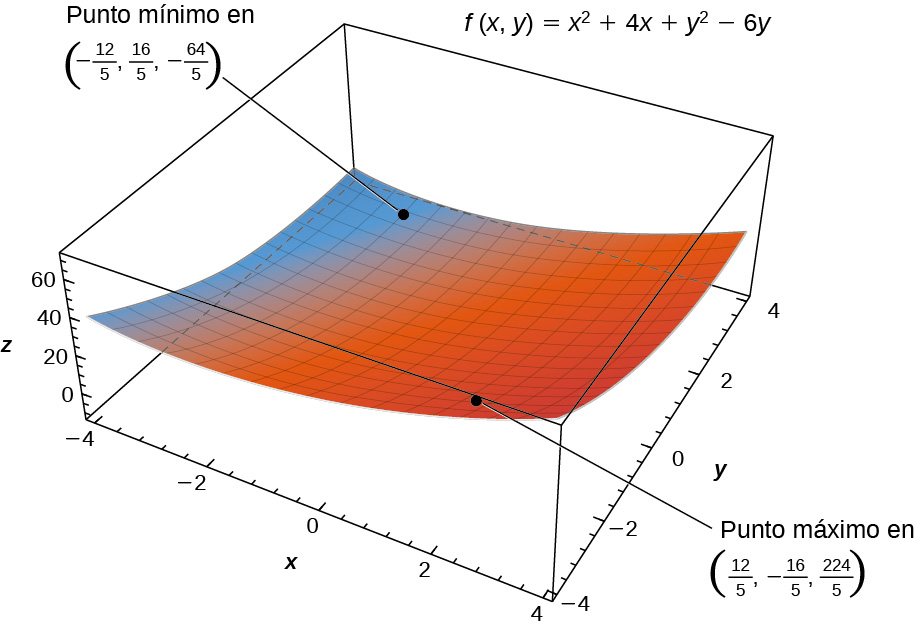 Punto mínimo en
(−12/5, 16/5, −64/5)
f (x, y) = x² + 4x + y² − 6y
60
40
20
0
z
−4
−2
0
2
4
x
4
2
0
−2
−4
y
Punto máximo en
(12/5, −16/5, 224/5)